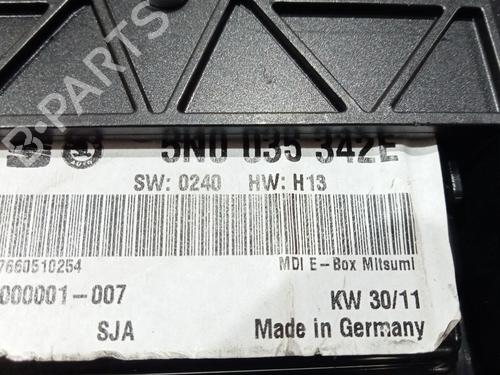 5N0 035 342E
SW: 0240 HW: H13
7660510254
MDI E-Box Mitsumi
000001-007
KW 30/11
SJA
Made in Germany